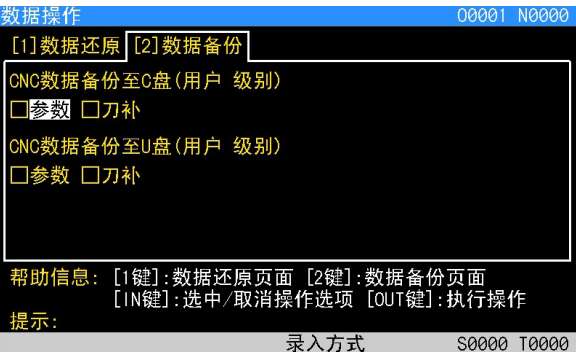 数据操作 O0001 N0000
[1]数据还原 [2]数据备份
CNC数据备份至C盘(用户 级别)
□参数 □刀补
CNC数据备份至U盘(用户 级别)
□参数 □刀补
帮助信息: [1键]:数据还原页面 [2键]:数据备份页面
[IN键]:选中/取消操作选项 [OUT键]:执行操作
提示:
录入方式 S0000 T0000